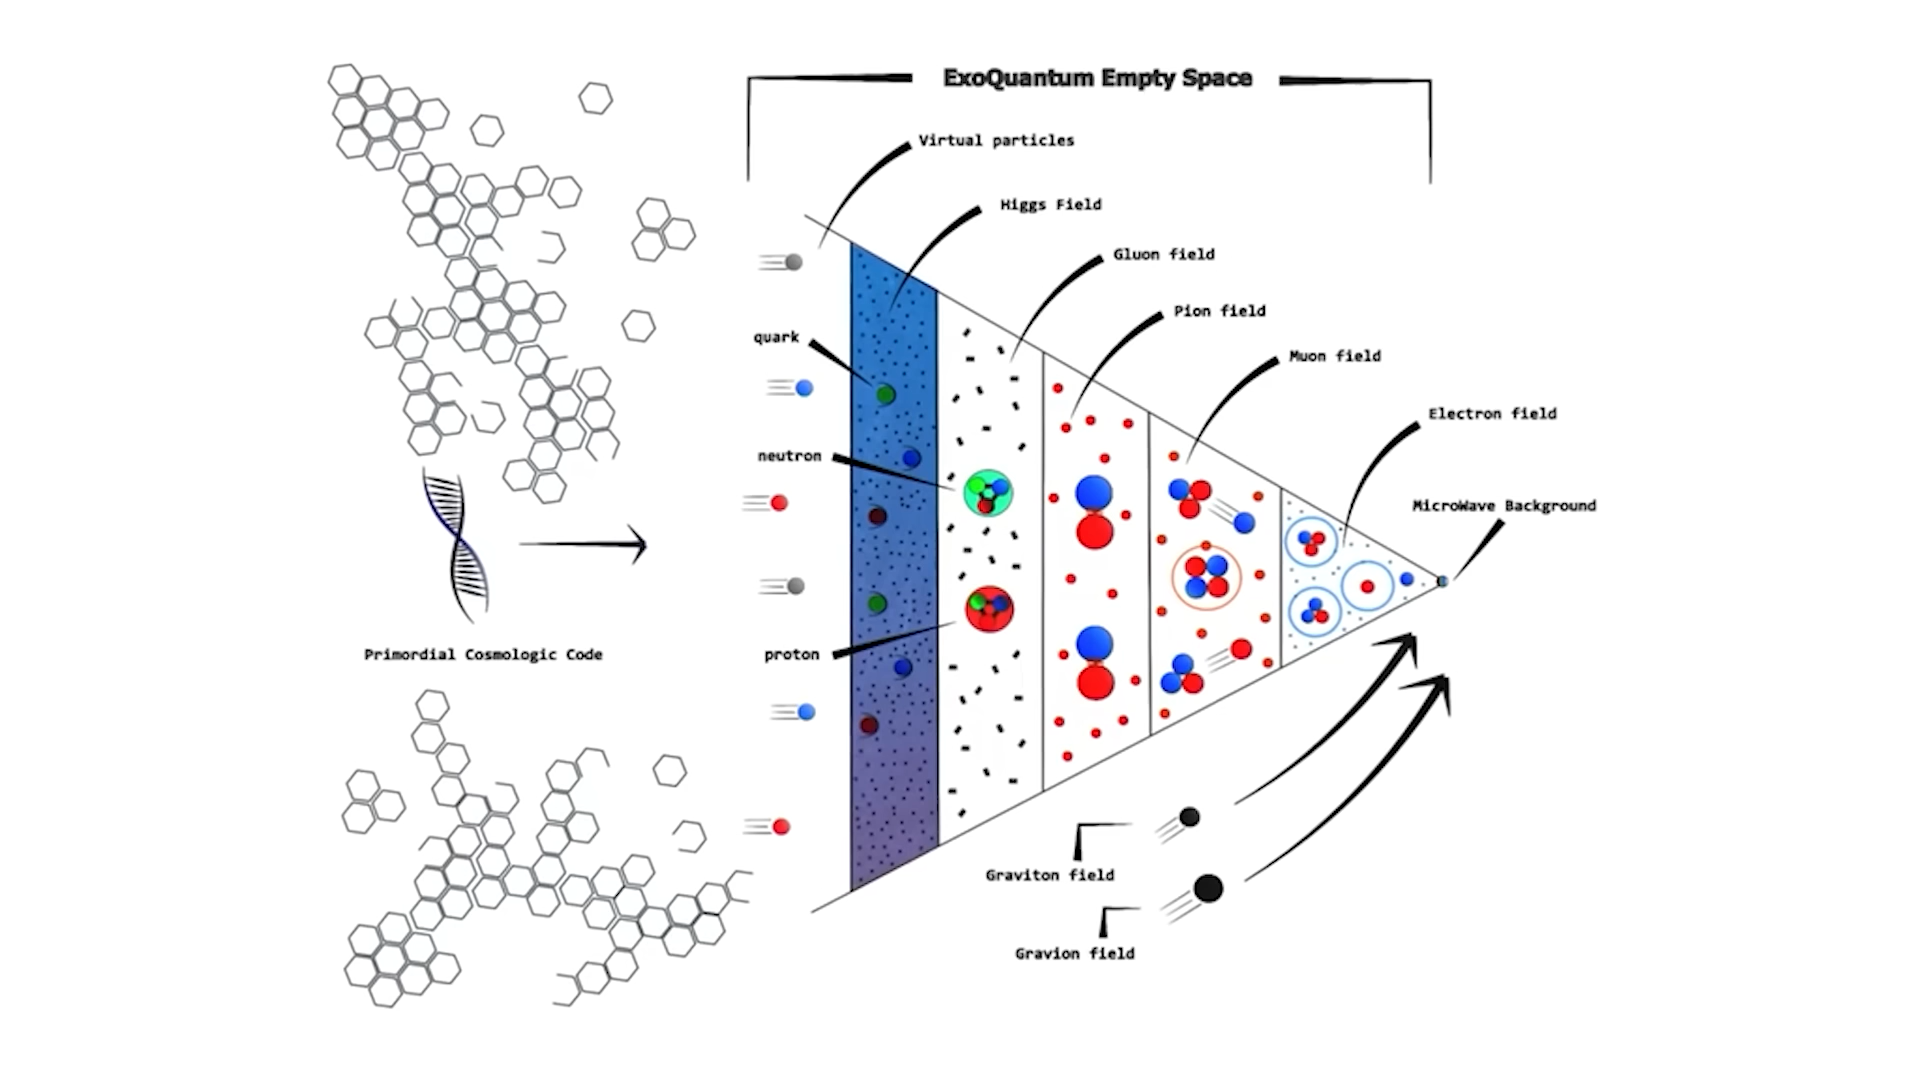 ExoQuantum Empty Space
Virtual particles
Higgs Field
Gluon field
Pion field
Muon field
Electron field
MicroWave Background
quark
neutron
proton
Primordial Cosmologic Code
Graviton field
Gravion field